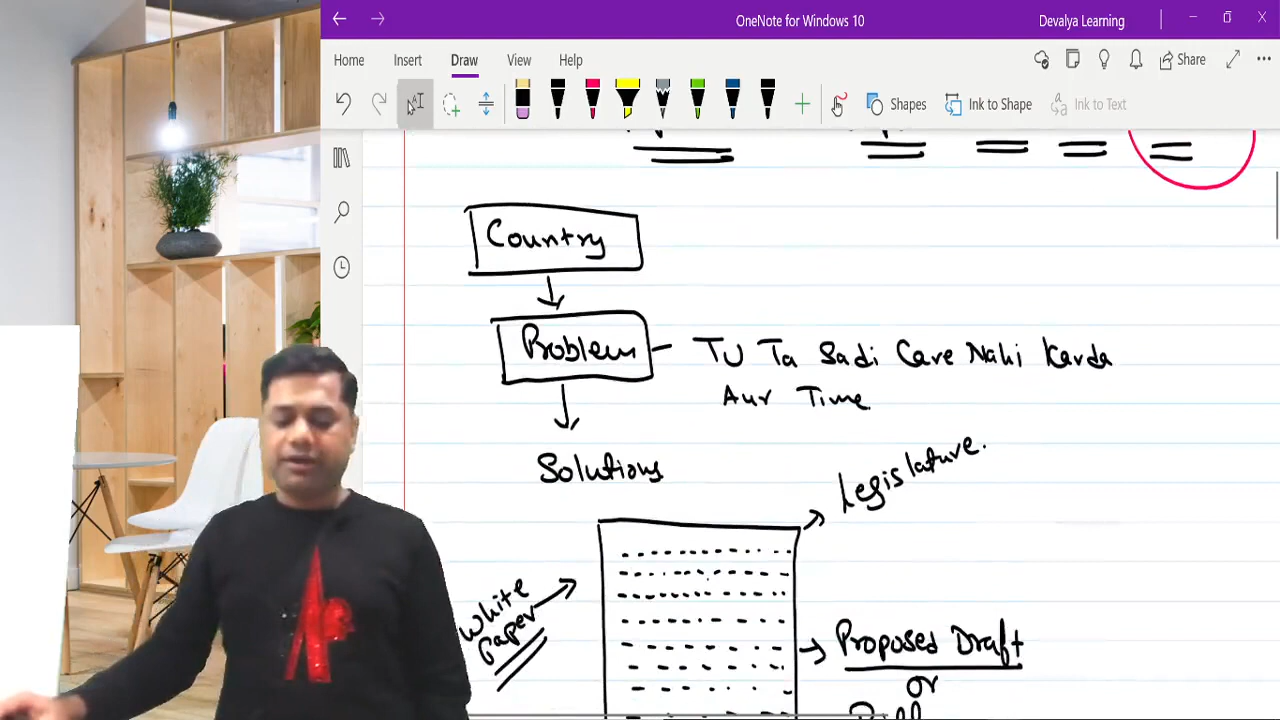 OneNote for Windows 10
Devalya Learning
Home Insert Draw View Help
Share
Shapes
Ink to Shape
Ink to Text
Country
Problem
TU Ta Sadi Care Nahi Karda
Aur Time
Solutions
Legislature.
White
Paper
Proposed Draft
or